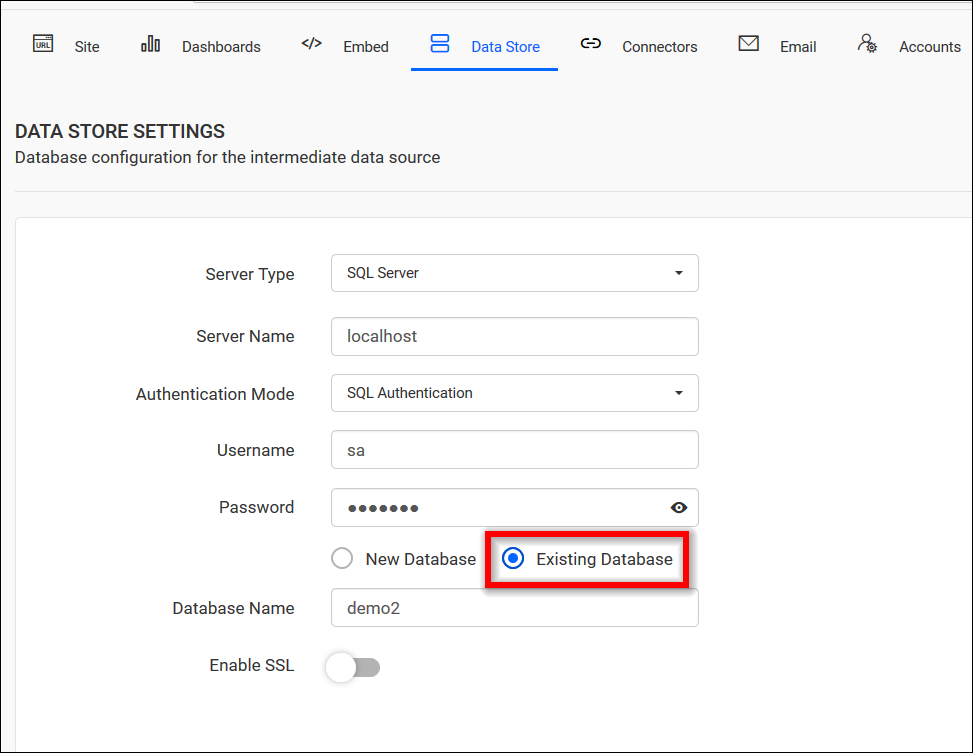 URL Site Dashboards </> Embed Data Store Connectors Email Accounts
DATA STORE SETTINGS
Database configuration for the intermediate data source
Server Type SQL Server
Server Name localhost
Authentication Mode SQL Authentication
Username sa
Password •••••••
New Database Existing Database
Database Name demo2
Enable SSL